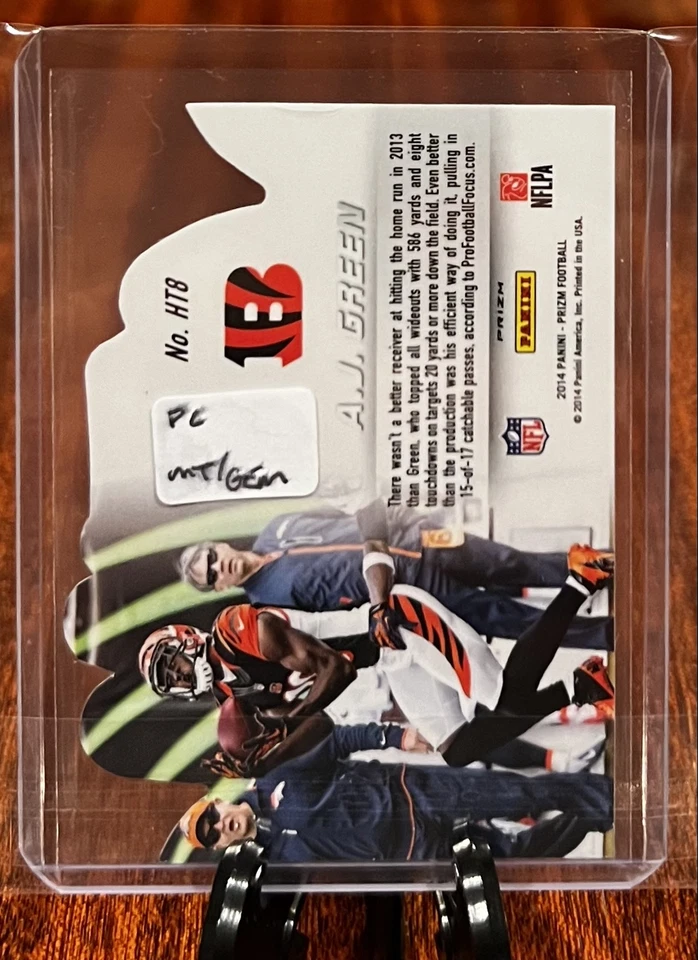 No. HT8
B
PC
MT/GEM
A.J. GREEN
There wasn't a better receiver at hitting the home run in 2013
than Green, who topped all wideouts with 586 yards and eight
touchdowns on targets 20 yards or more down the field. Even better
than the production was his efficient way of doing it, pulling in
15-of-17 catchable passes, according to ProFootballFocus.com.
PRIZM
NFL
PANINI
NFLPA
2014 PANINI - PRIZM FOOTBALL
© 2014 Panini America, Inc. Printed in the USA.